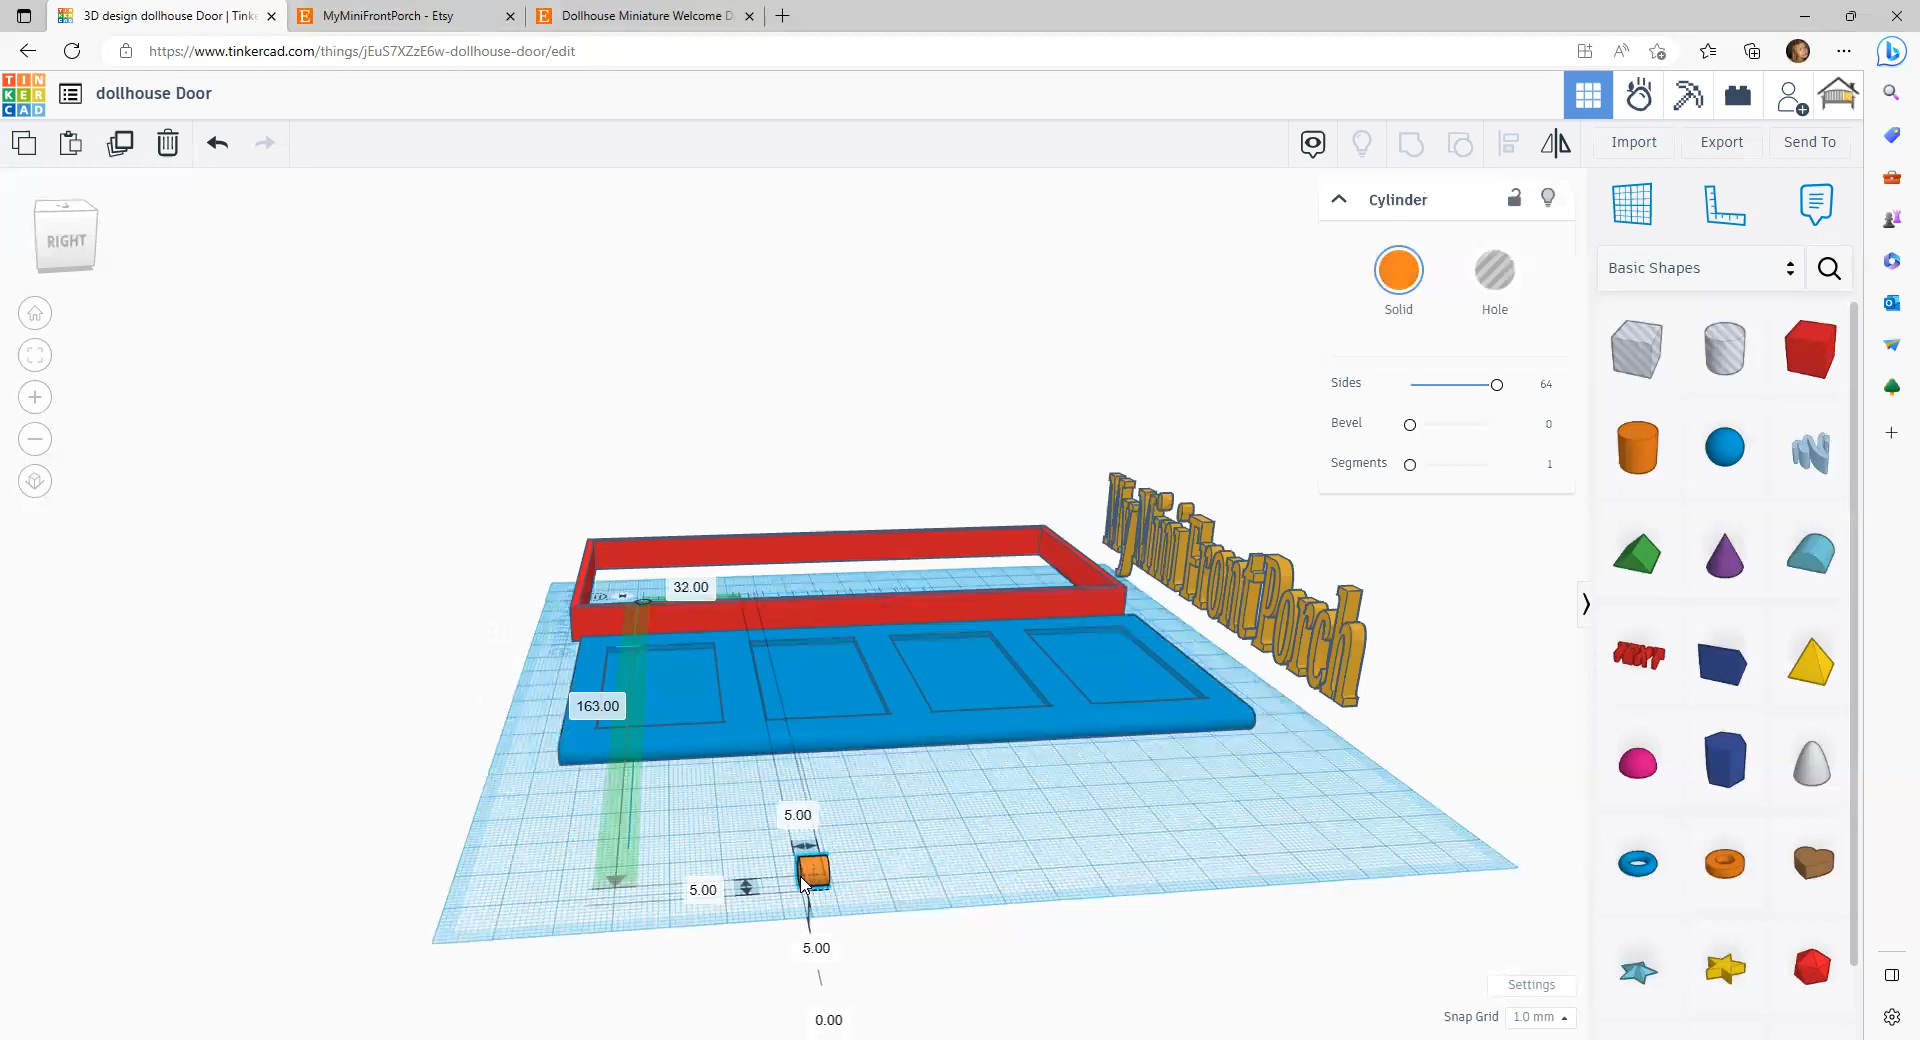 3D design dollhouse Door | Tinke
MyMiniFrontPorch - Etsy
Dollhouse Miniature Welcome D
https://www.tinkercad.com/things/jEuS7XZzE6w-dollhouse-door/edit
TIN
KER
CAD
dollhouse Door
Import
Export
Send To
RIGHT
Cylinder
Solid
Hole
Sides
64
Bevel
0
Segments
1
Basic Shapes
TEXT
MyMiniFrontPorch
32.00
163.00
5.00
5.00
5.00
0.00
Settings
Snap Grid
1.0 mm